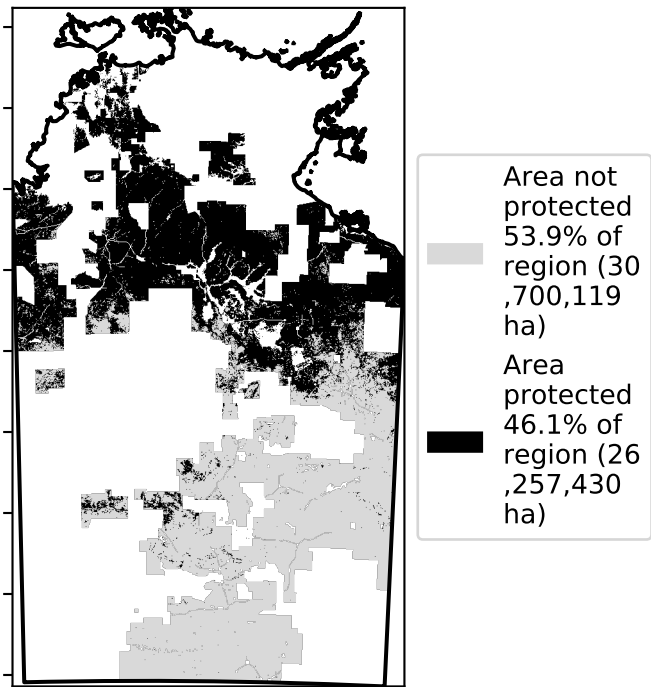 Area not
protected
53.9% of
region (30
,700,119
ha)
Area
protected
46.1% of
region (26
,257,430
ha)